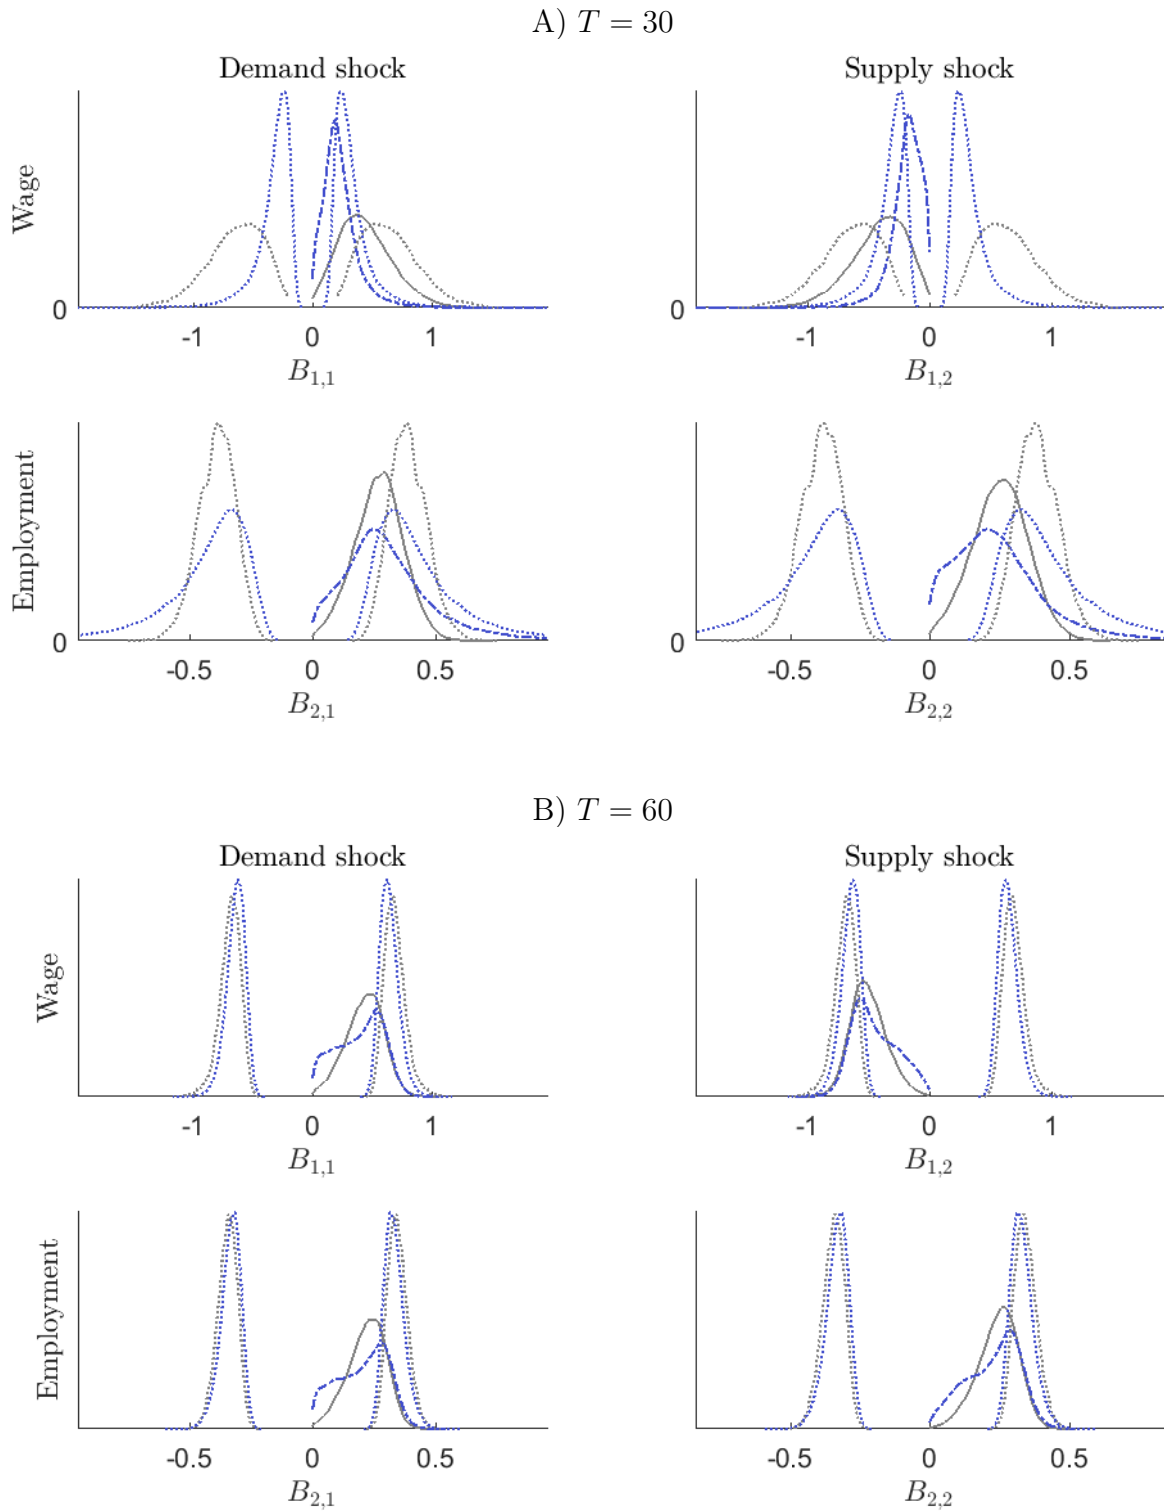 A) T = 30
Demand shock
Supply shock
Wage
0
-1 0 1
B1,1
0
-1 0 1
B1,2
Employment
0
-0.5 0 0.5
B2,1
0
-0.5 0 0.5
B2,2
B) T = 60
Demand shock
Supply shock
Wage
-1 0 1
B1,1
-1 0 1
B1,2
Employment
-0.5 0 0.5
B2,1
-0.5 0 0.5
B2,2